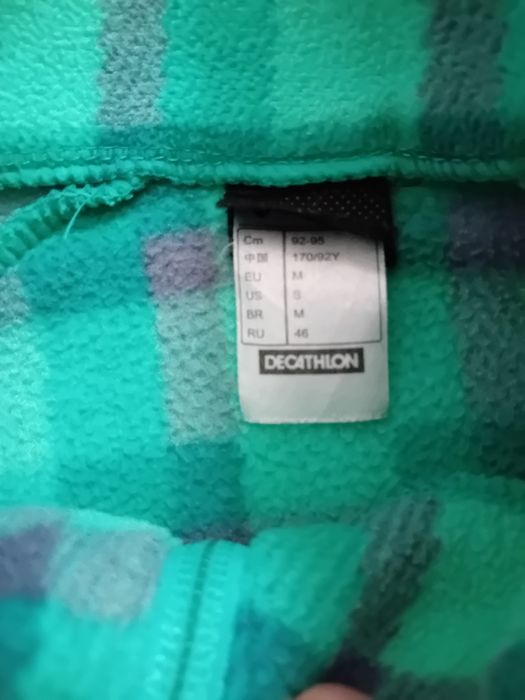 Cm 92-95
中国 170/92Y
EU M
US S
BR M
RU 46
DECATHLON